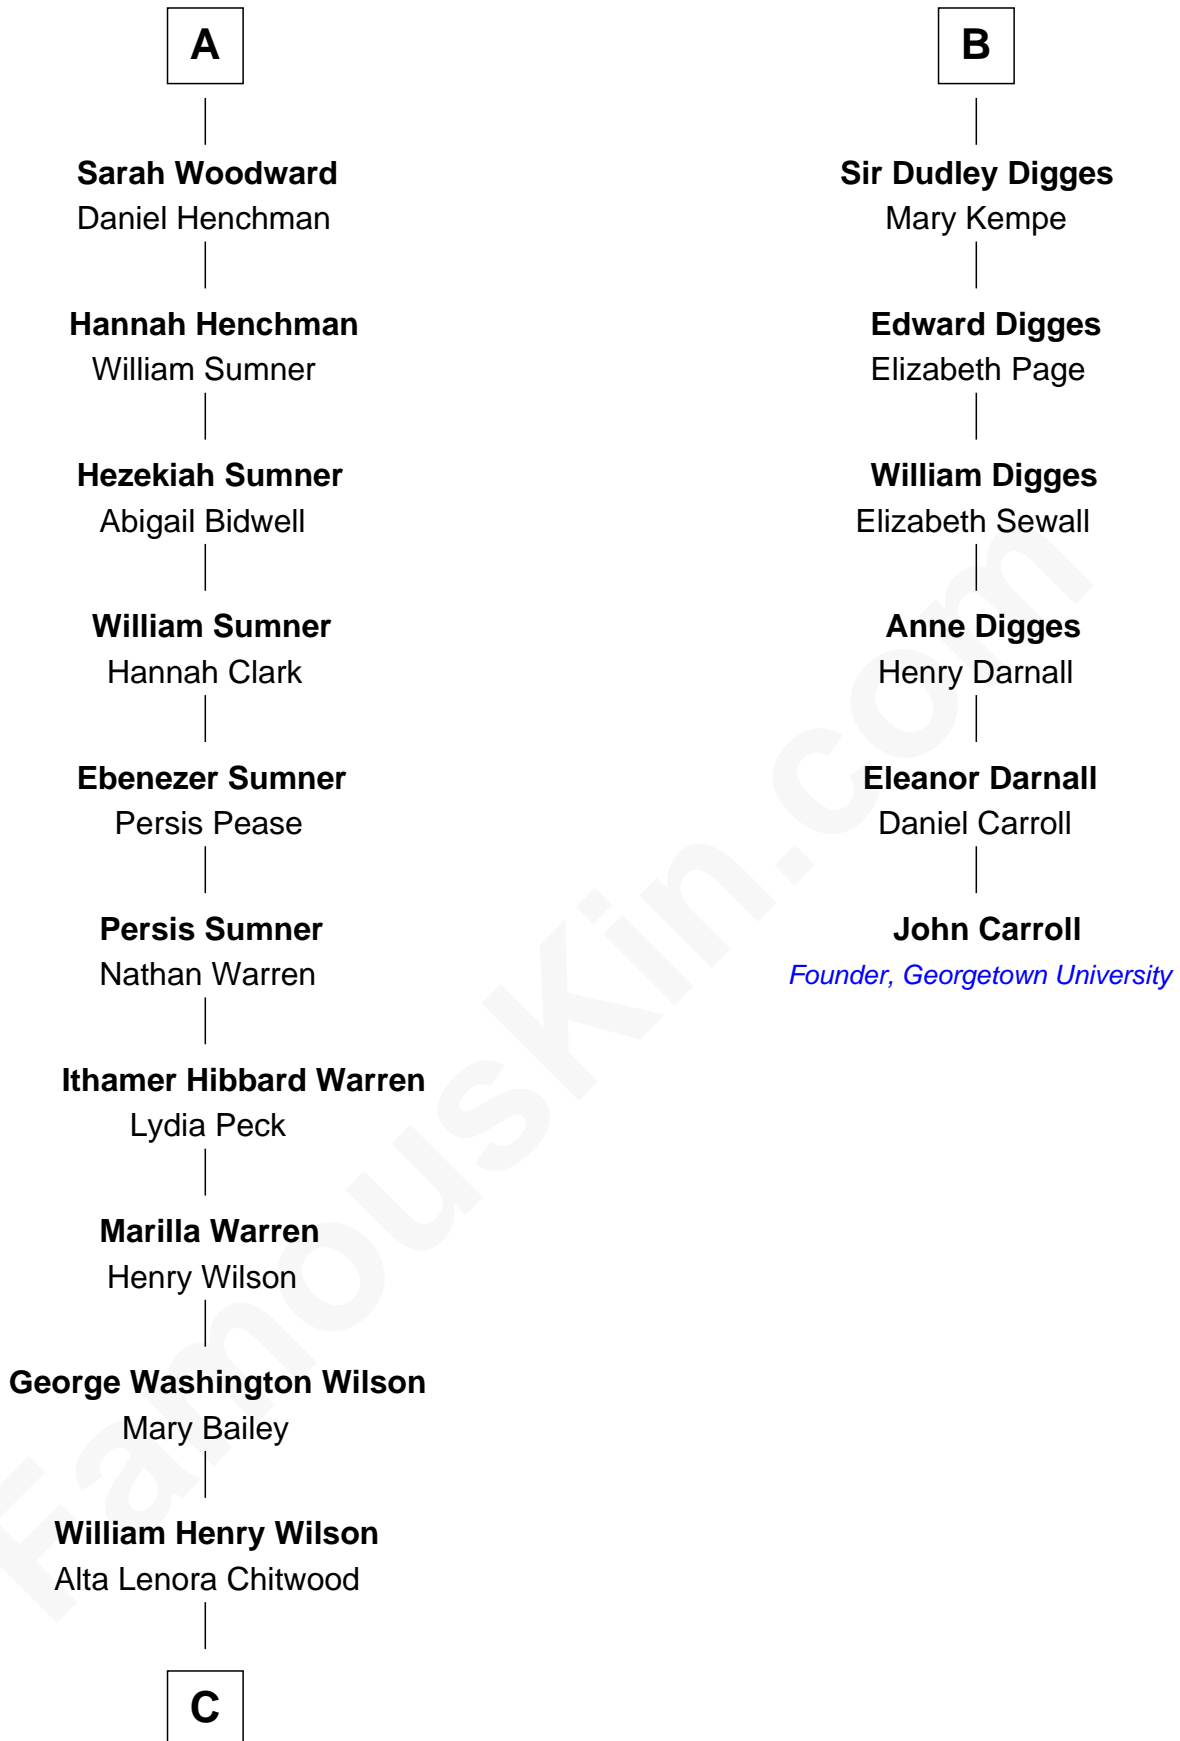 A
Sarah Woodward
Daniel Henchman
Hannah Henchman
William Sumner
Hezekiah Sumner
Abigail Bidwell
William Sumner
Hannah Clark
Ebenezer Sumner
Persis Pease
Persis Sumner
Nathan Warren
Ithamer Hibbard Warren
Lydia Peck
Marilla Warren
Henry Wilson
George Washington Wilson
Mary Bailey
William Henry Wilson
Alta Lenora Chitwood
C
B
Sir Dudley Digges
Mary Kempe
Edward Digges
Elizabeth Page
William Digges
Elizabeth Sewall
Anne Digges
Henry Darnall
Eleanor Darnall
Daniel Carroll
John Carroll
Founder, Georgetown University
FamousKin.com